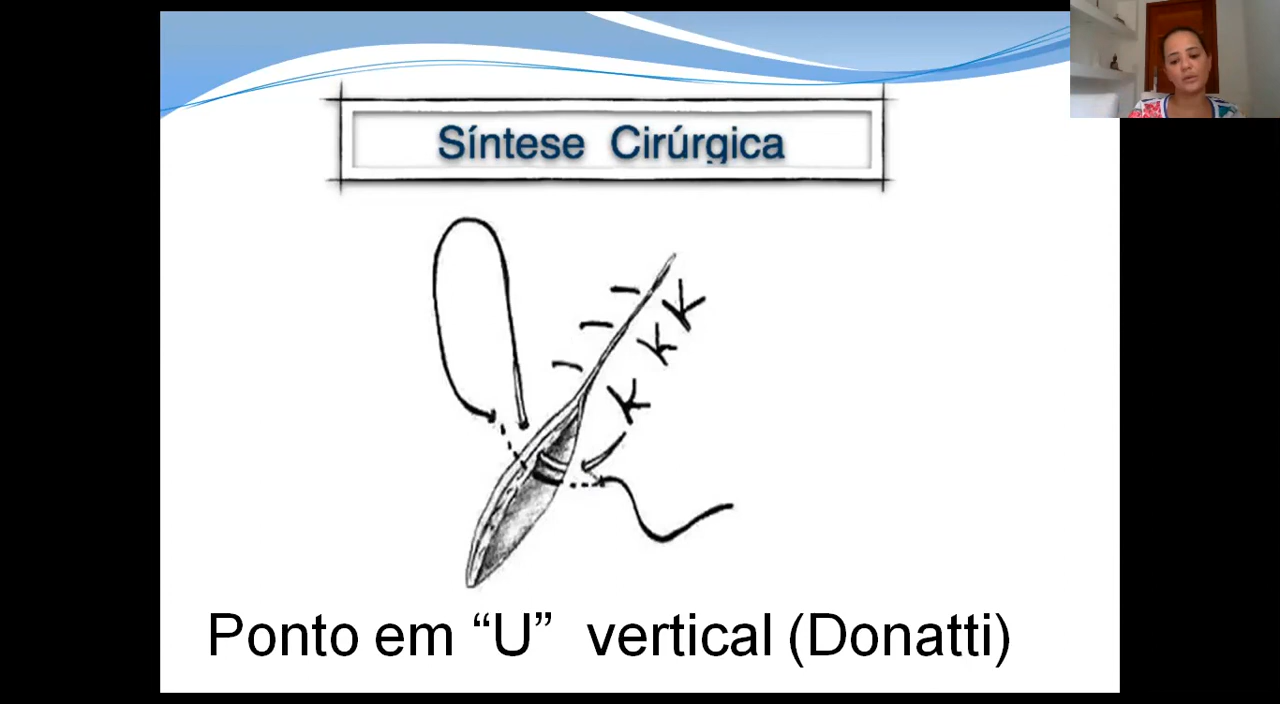 Síntese Cirúrgica
Ponto em “U” vertical (Donatti)